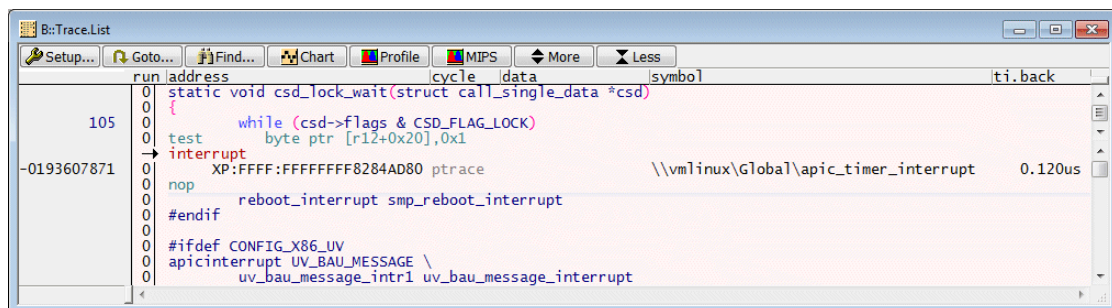 B::Trace.List
Setup... Goto... Find... Chart Profile MIPS More Less
run address cycle data symbol ti.back
0 static void csd_lock_wait(struct call_single_data *csd)
0 {
105 0 while (csd->flags & CSD_FLAG_LOCK)
0 test byte ptr [r12+0x20],0x1
interrupt
-0193607871 0 XP:FFFF:FFFFFFFF8284AD80 ptrace \\vmlinux\Global\apic_timer_interrupt 0.120us
0 nop
0 reboot_interrupt smp_reboot_interrupt
0 #endif
0
0 #ifdef CONFIG_X86_UV
0 apicinterrupt UV_BAU_MESSAGE \
0 uv_bau_message_intr1 uv_bau_message_interrupt